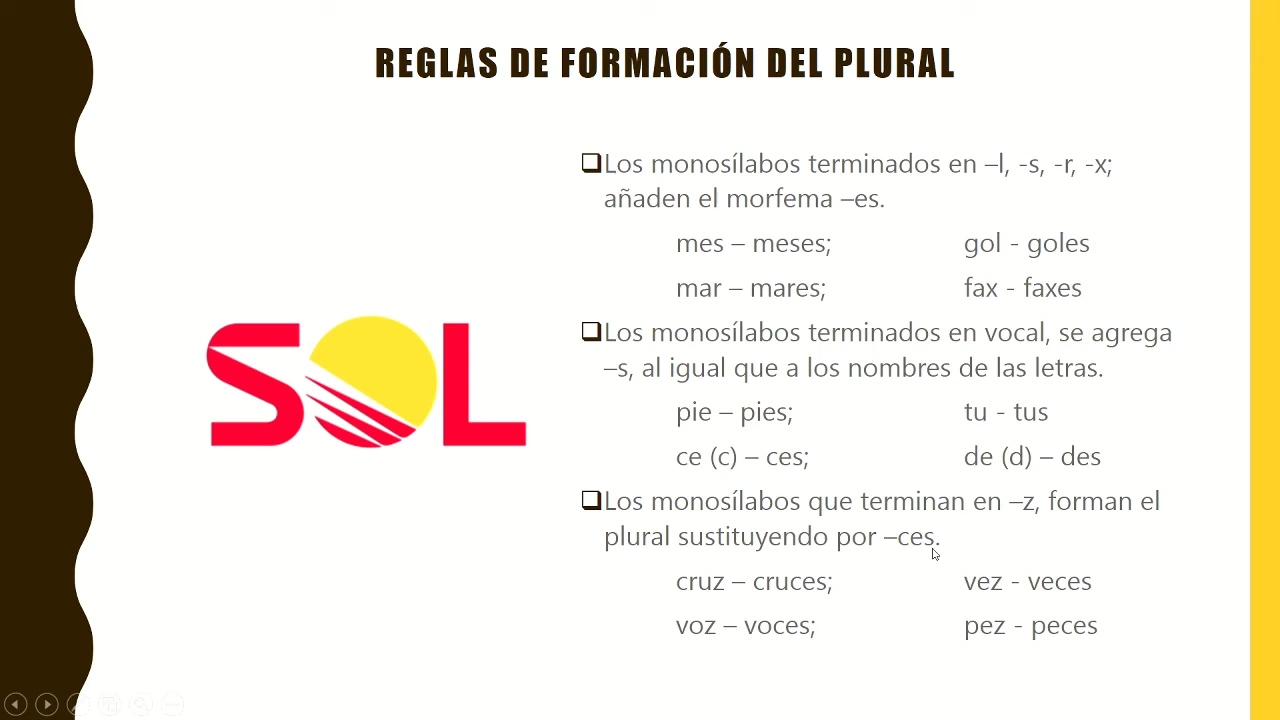 REGLAS DE FORMACIÓN DEL PLURAL
SOL
❑Los monosílabos terminados en –l, -s, -r, -x;
añaden el morfema –es.
mes – meses; gol - goles
mar – mares; fax - faxes
❑Los monosílabos terminados en vocal, se agrega
–s, al igual que a los nombres de las letras.
pie – pies; tu - tus
ce (c) – ces; de (d) – des
❑Los monosílabos que terminan en –z, forman el
plural sustituyendo por –ces.
cruz – cruces; vez - veces
voz – voces; pez - peces